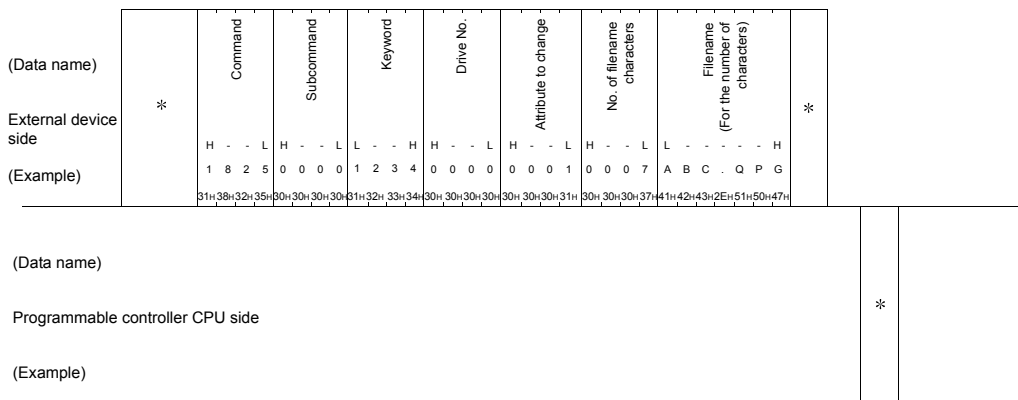 (Data name)
External device
side
(Example)
*
Command
Subcommand
Keyword
Drive No.
Attribute to change
No. of filename
characters
Filename
(For the number of
characters)
*
H - - L H - - L L - - H H - - L H - - L H - - L L - - - - - H
1 8 2 5 0 0 0 0 1 2 3 4 0 0 0 0 0 0 0 1 0 0 0 7 A B C . Q P G
31H 38H 32H 35H 30H 30H 30H 30H 31H 32H 33H 34H 30H 30H 30H 30H 30H 30H 30H 31H 30H 30H 30H 37H 41H 42H 43H 2EH 51H 50H 47H
(Data name)
Programmable controller CPU side
(Example)
*